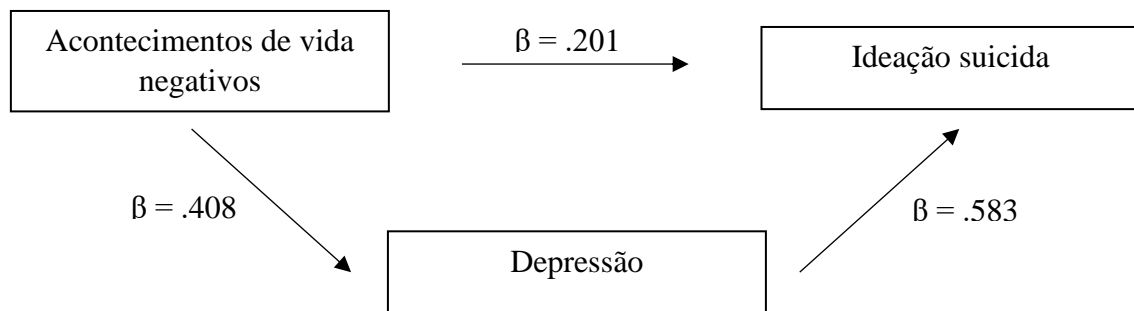 Acontecimentos de vida
negativos
β = .201
Ideação suicida
β = .408
β = .583
Depressão